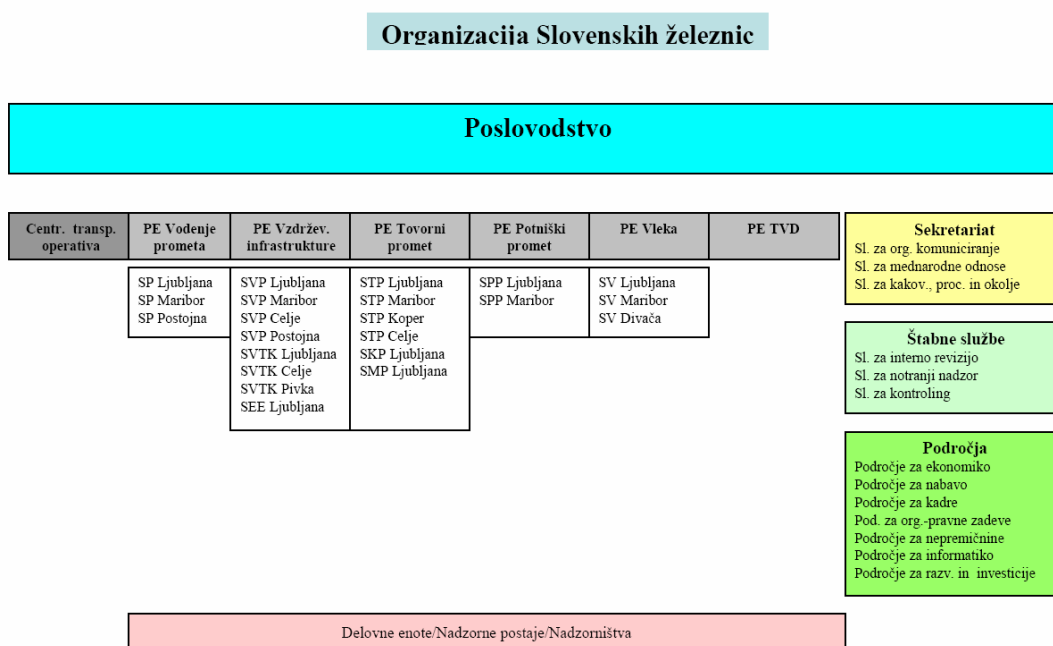 Organizacija Slovenskih železnic
Poslovodstvo
Centr. transp.
operativa
PE Vodenje
prometa
PE Vzdržev.
infrastrukture
PE Tovorni
promet
PE Potniški
promet
PE Vleka
PE TVD
SP Ljubljana
SP Maribor
SP Postojna
SVP Ljubljana
SVP Maribor
SVP Celje
SVP Postojna
SVTK Ljubljana
SVTK Celje
SVTK Pivka
SEE Ljubljana
STP Ljubljana
STP Maribor
STP Koper
STP Celje
SKP Ljubljana
SMP Ljubljana
SPP Ljubljana
SPP Maribor
SV Ljubljana
SV Maribor
SV Divača
Sekretariat
Sl. za org. komuniciranje
Sl. za mednarodne odnose
Sl. za kakov., proc. in okolje
Štabne službe
Sl. za interno revizijo
Sl. za notranji nadzor
Sl. za kontroling
Področja
Področje za ekonomiko
Področje za nabavo
Področje za kadre
Pod. za org.-pravne zadeve
Področje za nepremičnine
Področje za informatiko
Področje za razv. in investicije
Delovne enote/Nadzorne postaje/Nadzorništva